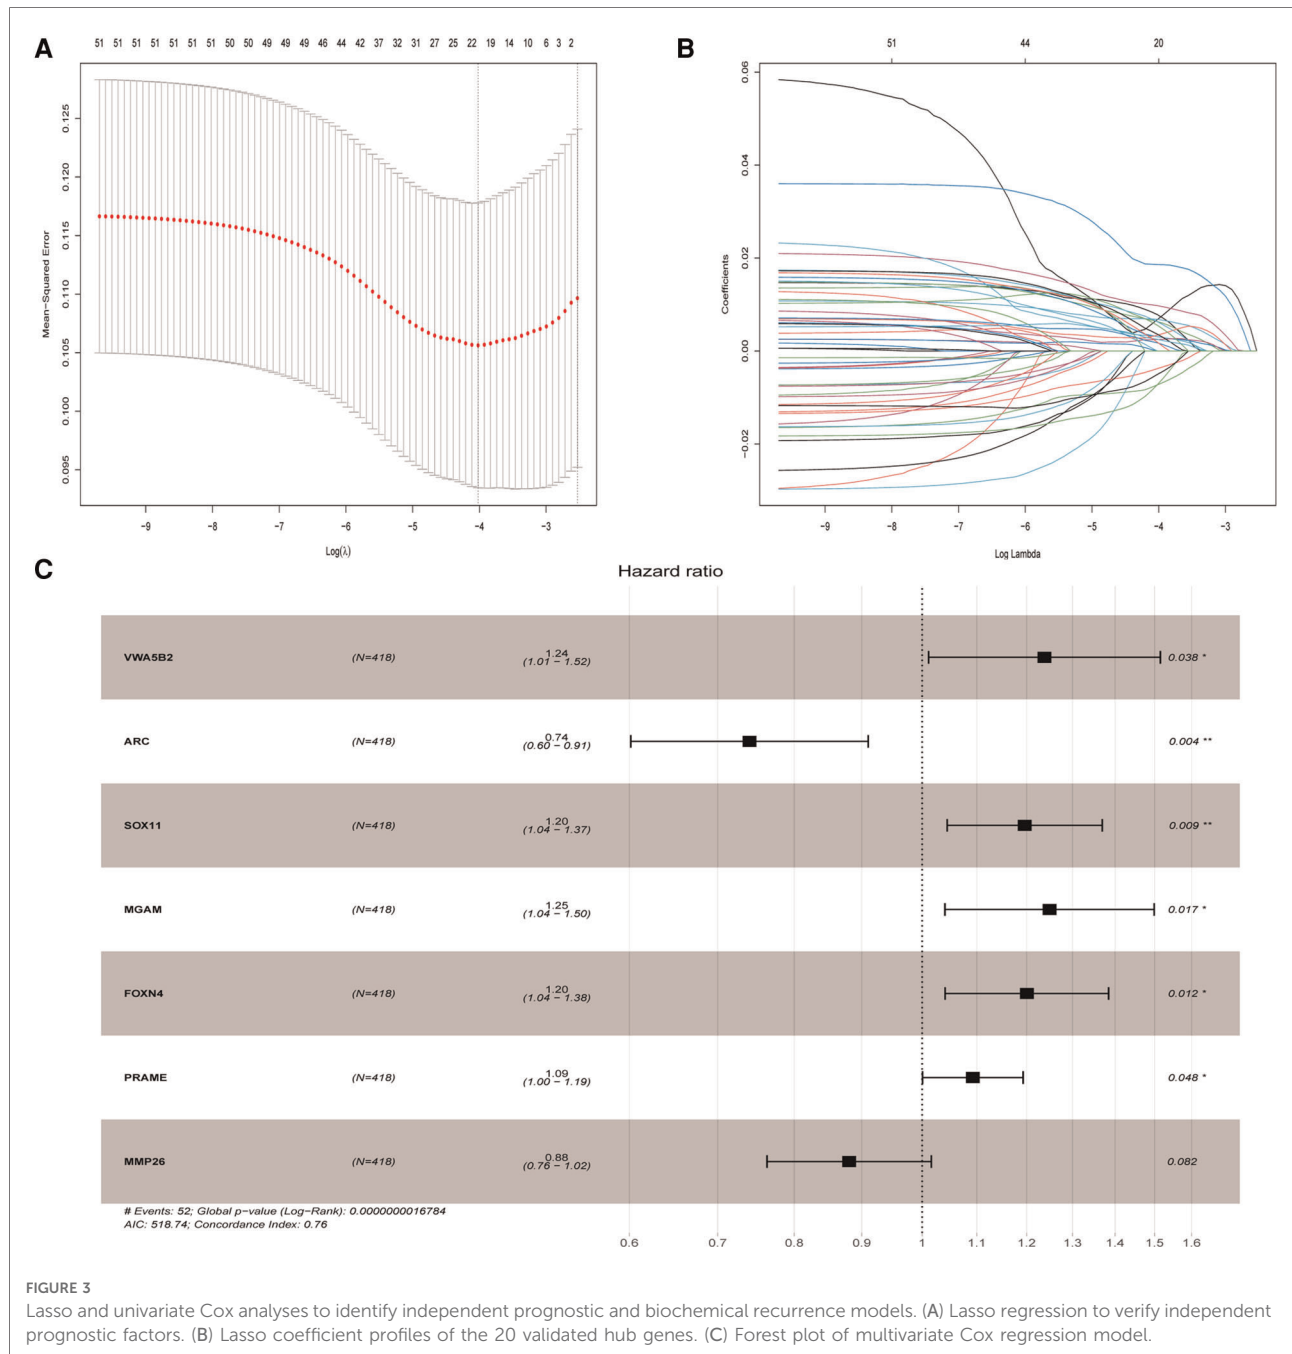 A
51 51 51 51 51 51 51 50 50 49 49 49 46 44 42 37 32 31 27 25 22 19 14 10 6 3 2
Mean-Squared Error
0.125
0.120
0.115
0.110
0.105
0.100
0.095
-9 -8 -7 -6 -5 -4 -3
Log(λ)
B
51 44 20
Coefficients
0.06
0.04
0.02
0.00
-0.02
-9 -8 -7 -6 -5 -4 -3
Log Lambda
C
Hazard ratio
VWA5B2 (N=418) 1.24 0.038 *
(1.01 - 1.52)
ARC (N=418) 0.74 0.004 **
(0.60 - 0.91)
SOX11 (N=418) 1.20 0.009 **
(1.04 - 1.37)
MGAM (N=418) 1.25 0.017 *
(1.04 - 1.50)
FOXN4 (N=418) 1.20 0.012 *
(1.04 - 1.38)
PRAME (N=418) 1.09 0.048 *
(1.00 - 1.19)
MMP26 (N=418) 0.88 0.082
(0.76 - 1.02)
# Events: 52; Global p-value (Log-Rank): 0.0000000016784
AIC: 518.74; Concordance Index: 0.76
0.6 0.7 0.8 0.9 1 1.1 1.2 1.3 1.4 1.5 1.6
FIGURE 3
Lasso and univariate Cox analyses to identify independent prognostic and biochemical recurrence models. (A) Lasso regression to verify independent
prognostic factors. (B) Lasso coefficient profiles of the 20 validated hub genes. (C) Forest plot of multivariate Cox regression model.